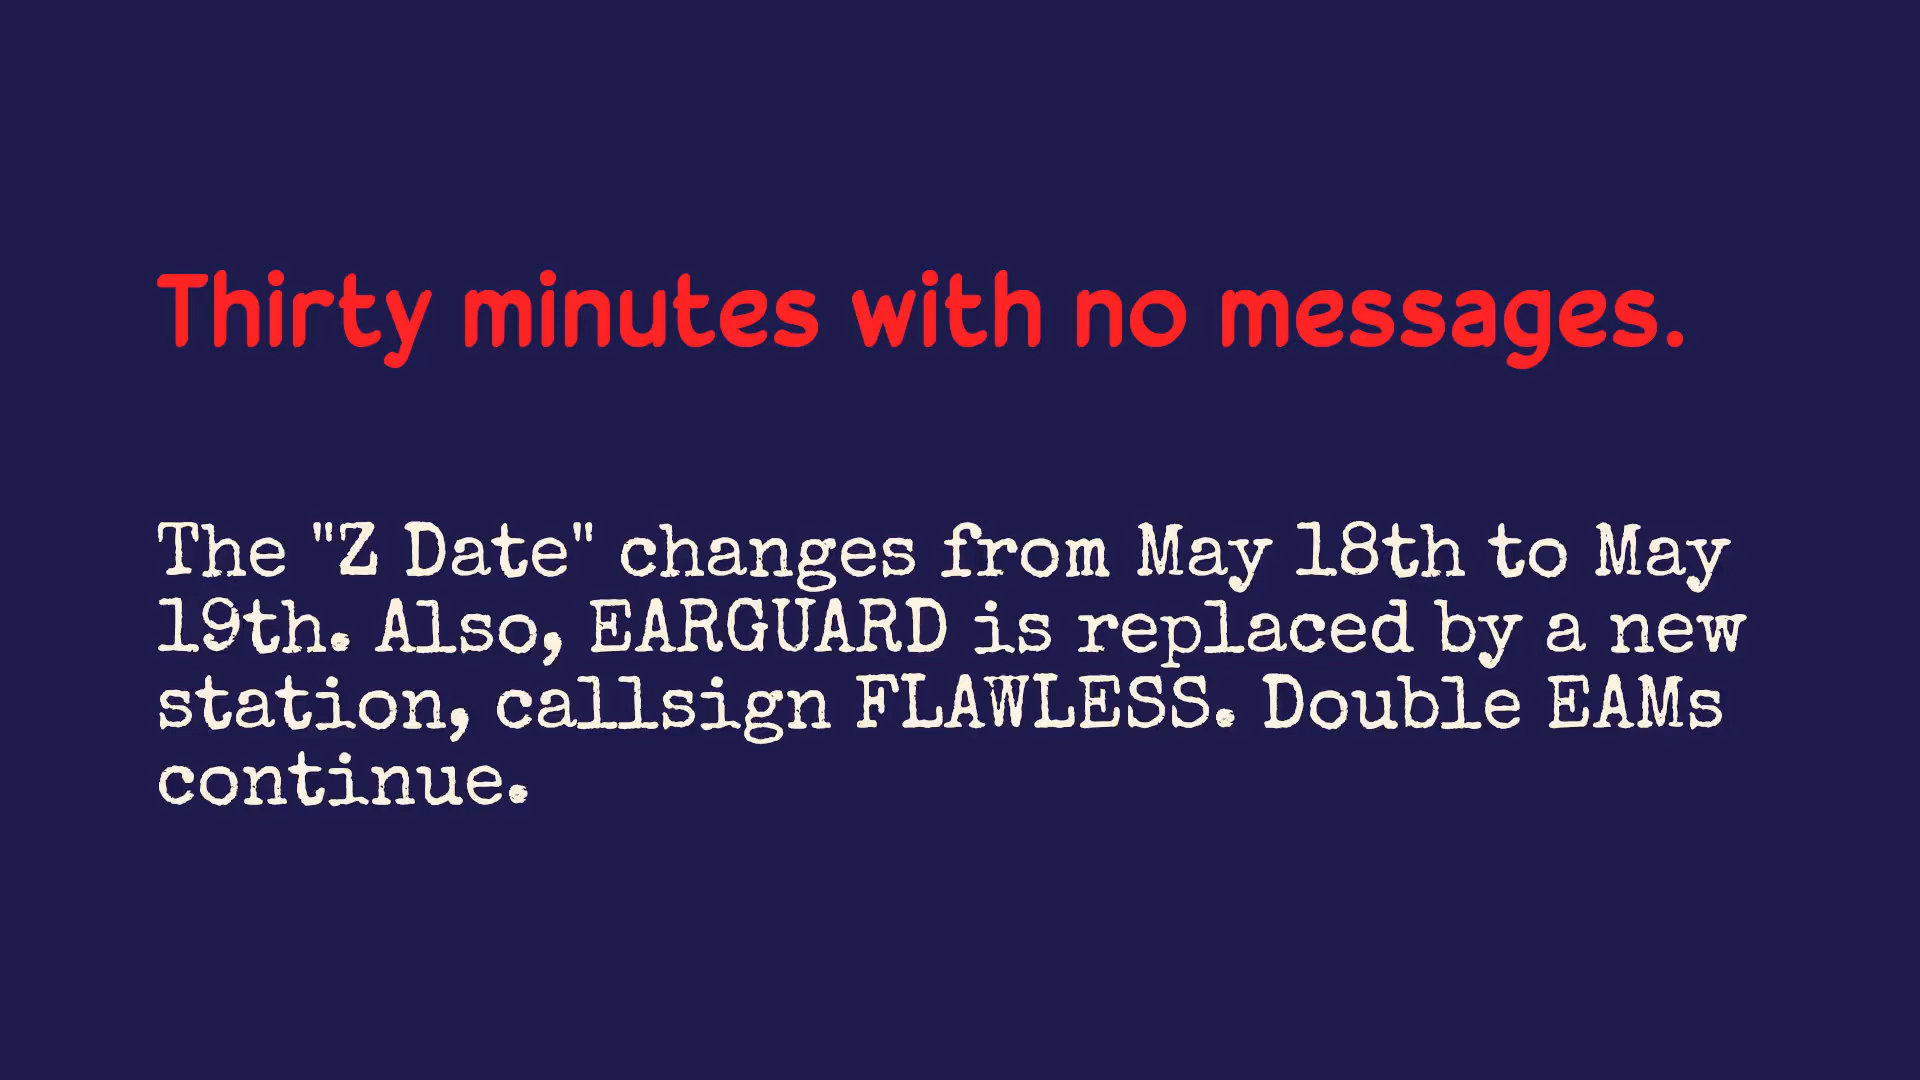 Thirty minutes with no messages.
The "Z Date" changes from May 18th to May
19th. Also, EARGUARD is replaced by a new
station, callsign FLAWLESS. Double EAMs
continue.